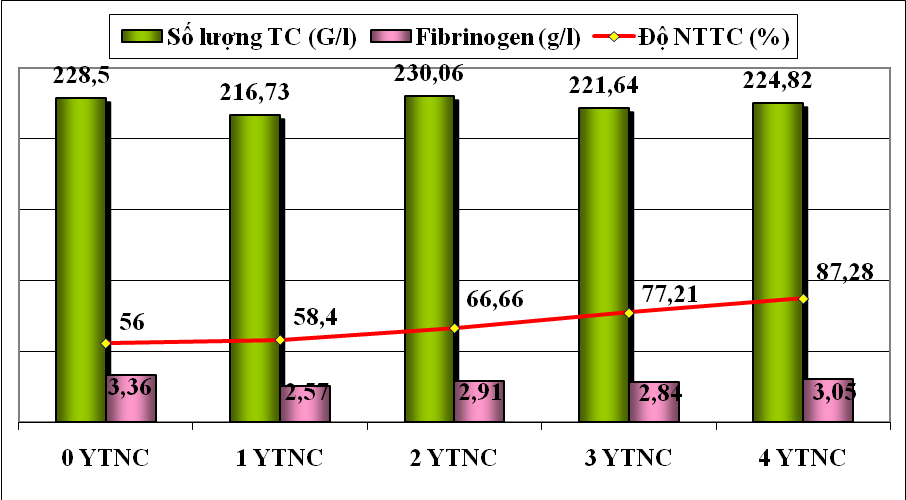 Số lượng TC (G/l) Fibrinogen (g/l) Độ NTTC (%)
228,5 216,73 230,06 221,64 224,82
56 58,4 66,66 77,21 87,28
3,36 2,57 2,91 2,84 3,05
0 YTNC 1 YTNC 2 YTNC 3 YTNC 4 YTNC